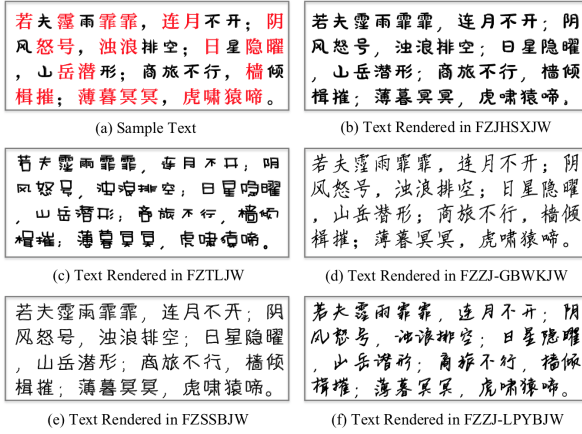 若夫霪雨霏霏，连月不开；阴
风怒号，浊浪排空；日星隐曜
，山岳潜形；商旅不行，樯倾
楫摧；薄暮冥冥，虎啸猿啼。
(a) Sample Text
若夫霪雨霏霏，连月不开；阴
风怒号，浊浪排空；日星隐曜
，山岳潜形；商旅不行，樯倾
楫摧；薄暮冥冥，虎啸猿啼。
(b) Text Rendered in FZJHSXJW
若夫霪雨霏霏，连月不开；阴
风怒号，浊浪排空；日星隐曜
，山岳潜形；商旅不行，樯倾
楫摧；薄暮冥冥，虎啸猿啼。
(c) Text Rendered in FZTLJW
若夫霪雨霏霏，连月不开；阴
风怒号，浊浪排空；日星隐曜
，山岳潜形；商旅不行，樯倾
楫摧；薄暮冥冥，虎啸猿啼。
(d) Text Rendered in FZZJ-GBWKJW
若夫霪雨霏霏，连月不开；阴
风怒号，浊浪排空；日星隐曜
，山岳潜形；商旅不行，樯倾
楫摧；薄暮冥冥，虎啸猿啼。
(e) Text Rendered in FZSSBJW
若夫霪雨霏霏，连月不开；阴
风怒号，浊浪排空；日星隐曜
，山岳潜形；商旅不行，樯倾
楫摧；薄暮冥冥，虎啸猿啼。
(f) Text Rendered in FZZJ-LPYBJW